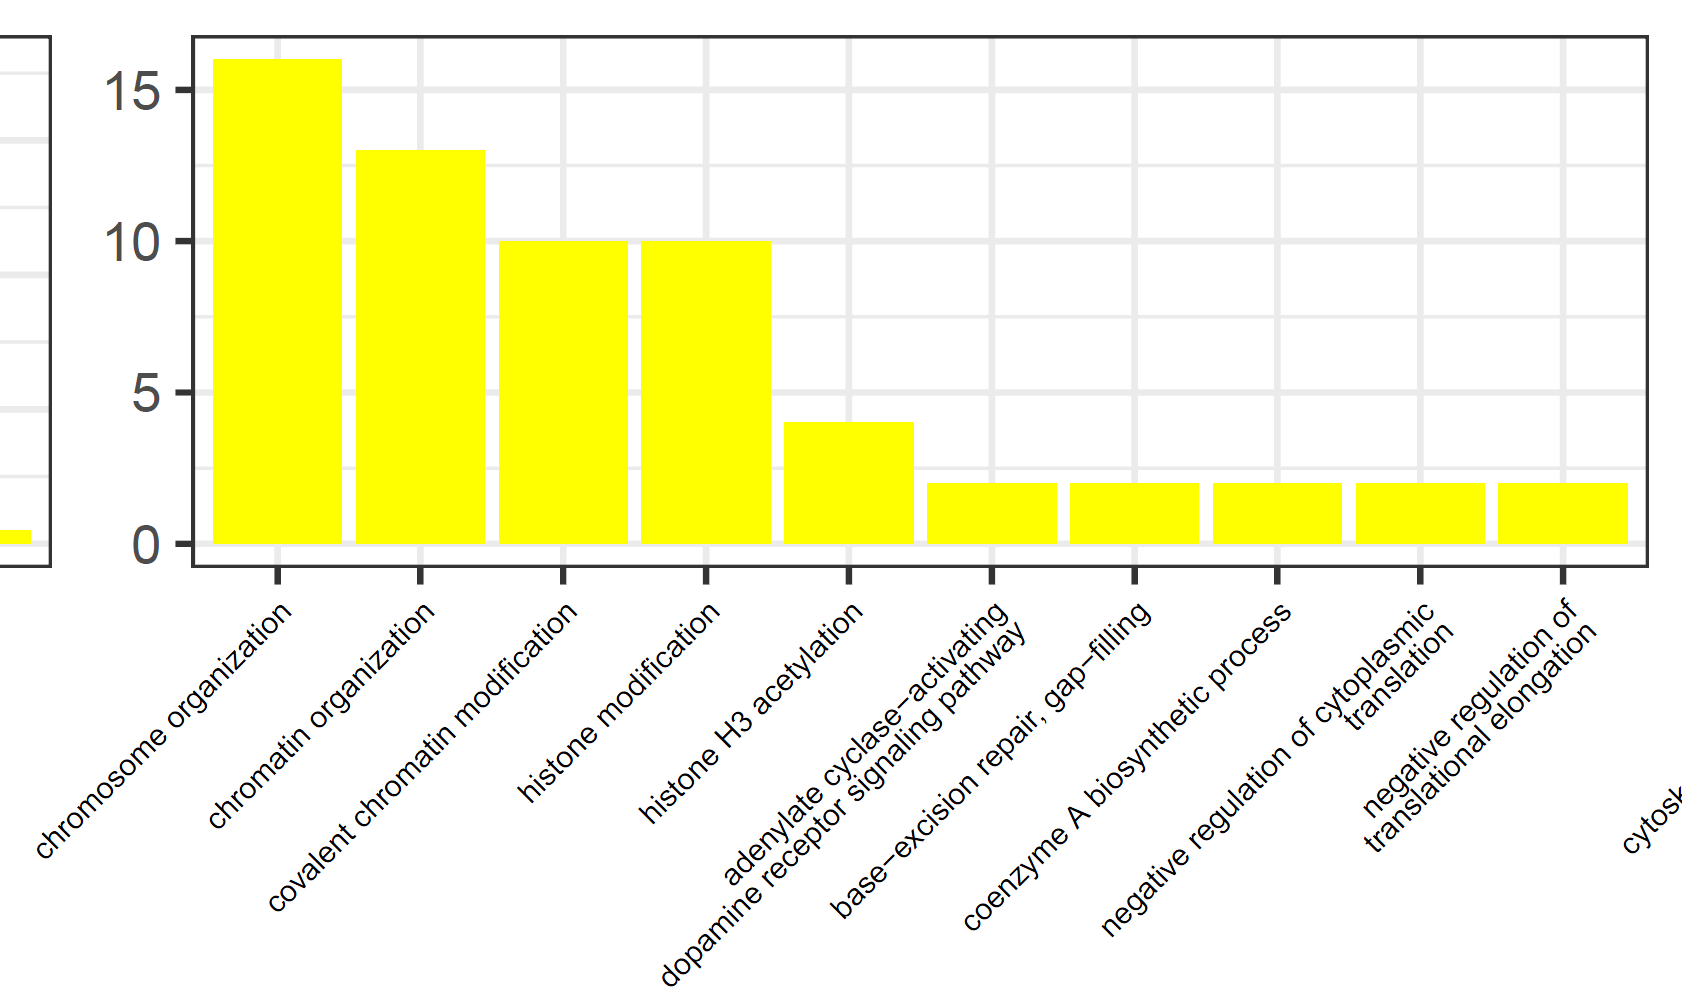 15
10
5
0
chromosome organization
chromatin organization
covalent chromatin modification
histone modification
histone H3 acetylation
adenylate cyclase−activating
dopamine receptor signaling pathway
base−excision repair, gap−filling
coenzyme A biosynthetic process
negative regulation of cytoplasmic
translation
negative regulation of
translational elongation